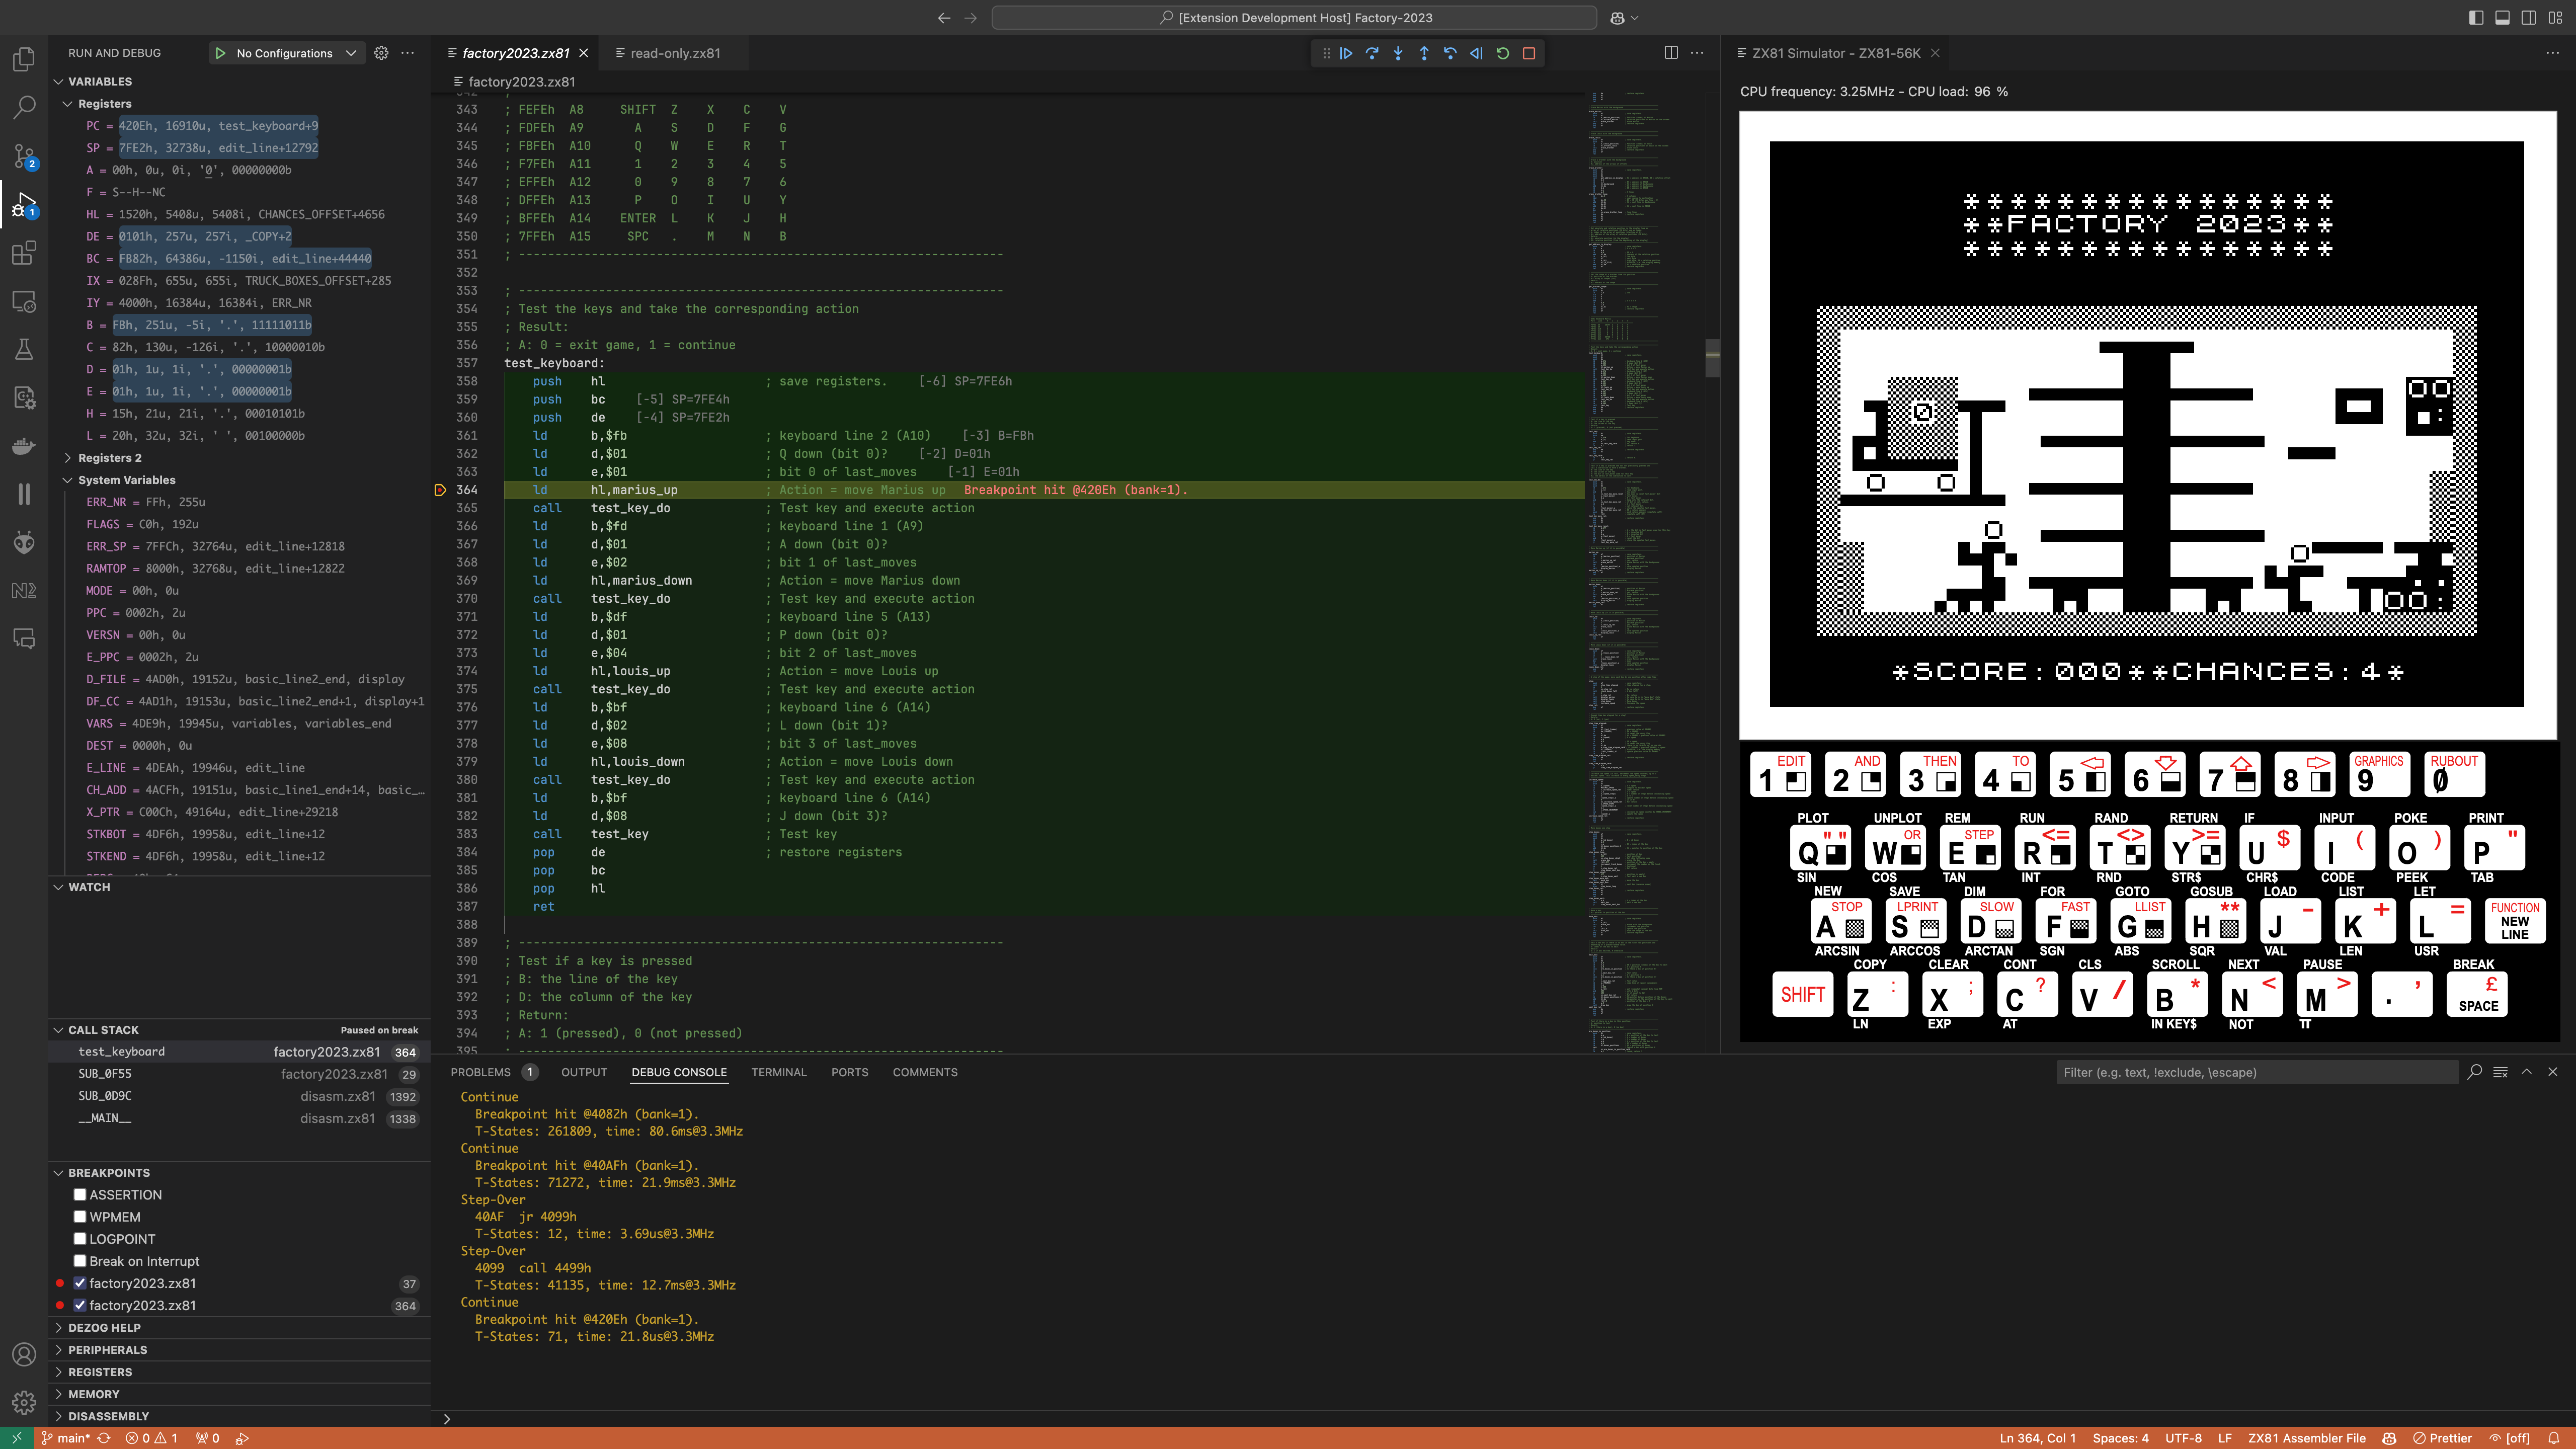 [Extension Development Host] Factory-2023
RUN AND DEBUG
No Configurations
VARIABLES
Registers
PC = 420Eh, 16910u, test_keyboard+9
SP = 7FE2h, 32738u, edit_line+12792
A = 00h, 0u, 0i, '0', 00000000b
F = S--H--NC
HL = 1520h, 5408u, 5408i, CHANCES_OFFSET+4656
DE = 0101h, 257u, 257i, _COPY+2
BC = FB82h, 64386u, -1150i, edit_line+44440
IX = 028Fh, 655u, 655i, TRUCK_BOXES_OFFSET+285
IY = 4000h, 16384u, 16384i, ERR_NR
B = FBh, 251u, -5i, '.', 11111011b
C = 82h, 130u, -126i, '.', 10000010b
D = 01h, 1u, 1i, '.', 00000001b
E = 01h, 1u, 1i, '.', 00000001b
H = 15h, 21u, 21i, '.', 00010101b
L = 20h, 32u, 32i, ' ', 00100000b
Registers 2
System Variables
ERR_NR = FFh, 255u
FLAGS = C0h, 192u
ERR_SP = 7FFCh, 32764u, edit_line+12818
RAMTOP = 8000h, 32768u, edit_line+12822
MODE = 00h, 0u
PPC = 0002h, 2u
VERSN = 00h, 0u
E_PPC = 0002h, 2u
D_FILE = 4AD0h, 19152u, basic_line2_end, display
DF_CC = 4AD1h, 19153u, basic_line2_end+1, display+1
VARS = 4DE9h, 19945u, variables, variables_end
DEST = 0000h, 0u
E_LINE = 4DEAh, 19946u, edit_line
CH_ADD = 4ACFh, 19151u, basic_line1_end+14, basic_…
X_PTR = C00Ch, 49164u, edit_line+29218
STKBOT = 4DF6h, 19958u, edit_line+12
STKEND = 4DF6h, 19958u, edit_line+12
WATCH
CALL STACK Paused on break
test_keyboard factory2023.zx81 364
SUB_0F55 factory2023.zx81 29
SUB_0D9C disasm.zx81 1392
__MAIN__ disasm.zx81 1338
BREAKPOINTS
ASSERTION
WPMEM
LOGPOINT
Break on Interrupt
factory2023.zx81 37
factory2023.zx81 364
DEZOG HELP
PERIPHERALS
REGISTERS
MEMORY
DISASSEMBLY
factory2023.zx81 read-only.zx81
factory2023.zx81
343 ; FEFEh A8 SHIFT Z X C V
344 ; FDFEh A9 A S D F G
345 ; FBFEh A10 Q W E R T
346 ; F7FEh A11 1 2 3 4 5
347 ; EFFEh A12 0 9 8 7 6
348 ; DFFEh A13 P O I U Y
349 ; BFFEh A14 ENTER L K J H
350 ; 7FFEh A15 SPC . M N B
351 ; -------------------------------------------------------------------
352
353 ; -------------------------------------------------------------------
354 ; Test the keys and take the corresponding action
355 ; Result:
356 ; A: 0 = exit game, 1 = continue
357 test_keyboard:
358 push hl ; save registers. [-6] SP=7FE6h
359 push bc [-5] SP=7FE4h
360 push de [-4] SP=7FE2h
361 ld b,$fb ; keyboard line 2 (A10) [-3] B=FBh
362 ld d,$01 ; Q down (bit 0)? [-2] D=01h
363 ld e,$01 ; bit 0 of last_moves [-1] E=01h
364 ld hl,marius_up ; Action = move Marius up Breakpoint hit @420Eh (bank=1).
365 call test_key_do ; Test key and execute action
366 ld b,$fd ; keyboard line 1 (A9)
367 ld d,$01 ; A down (bit 0)?
368 ld e,$02 ; bit 1 of last_moves
369 ld hl,marius_down ; Action = move Marius down
370 call test_key_do ; Test key and execute action
371 ld b,$df ; keyboard line 5 (A13)
372 ld d,$01 ; P down (bit 0)?
373 ld e,$04 ; bit 2 of last_moves
374 ld hl,louis_up ; Action = move Louis up
375 call test_key_do ; Test key and execute action
376 ld b,$bf ; keyboard line 6 (A14)
377 ld d,$02 ; L down (bit 1)?
378 ld e,$08 ; bit 3 of last_moves
379 ld hl,louis_down ; Action = move Louis down
380 call test_key_do ; Test key and execute action
381 ld b,$bf ; keyboard line 6 (A14)
382 ld d,$08 ; J down (bit 3)?
383 call test_key ; Test key
384 pop de ; restore registers
385 pop bc
386 pop hl
387 ret
388
389 ; -------------------------------------------------------------------
390 ; Test if a key is pressed
391 ; B: the line of the key
392 ; D: the column of the key
393 ; Return:
394 ; A: 1 (pressed), 0 (not pressed)
395 ; -------------------------------------------------------------------
PROBLEMS 1 OUTPUT DEBUG CONSOLE TERMINAL PORTS COMMENTS
Filter (e.g. text, !exclude, \escape)
Continue
Breakpoint hit @4082h (bank=1).
T-States: 261809, time: 80.6ms@3.3MHz
Continue
Breakpoint hit @40AFh (bank=1).
T-States: 71272, time: 21.9ms@3.3MHz
Step-Over
40AF jr 4099h
T-States: 12, time: 3.69us@3.3MHz
Step-Over
4099 call 4499h
T-States: 41135, time: 12.7ms@3.3MHz
Continue
Breakpoint hit @420Eh (bank=1).
T-States: 71, time: 21.8us@3.3MHz
ZX81 Simulator - ZX81-56K
CPU frequency: 3.25MHz - CPU load: 96 %
***************
**FACTORY 2023**
***************
0
*SCORE:000**CHANCES:4*
EDIT AND THEN TO GRAPHICS RUBOUT
1 2 3 4 5 6 7 8 9 0
PLOT UNPLOT REM RUN RAND RETURN IF INPUT POKE PRINT
" " OR STEP <= <> >= $ ( ) "
Q W E R T Y U I O P
SIN COS TAN INT RND STR$ CHR$ CODE PEEK TAB
NEW SAVE DIM FOR GOTO GOSUB LOAD LIST LET
STOP LPRINT SLOW FAST LLIST ** - + = FUNCTION
A S D F G H J K L NEW LINE
ARCSIN ARCCOS ARCTAN SGN ABS SQR VAL LEN USR
COPY CLEAR CONT CLS SCROLL NEXT PAUSE BREAK
: ; ? / * < > , £
SHIFT Z X C V B N M . SPACE
LN EXP AT IN KEY$ NOT π
main* 0 1 0
Ln 364, Col 1 Spaces: 4 UTF-8 LF ZX81 Assembler File Prettier [off]